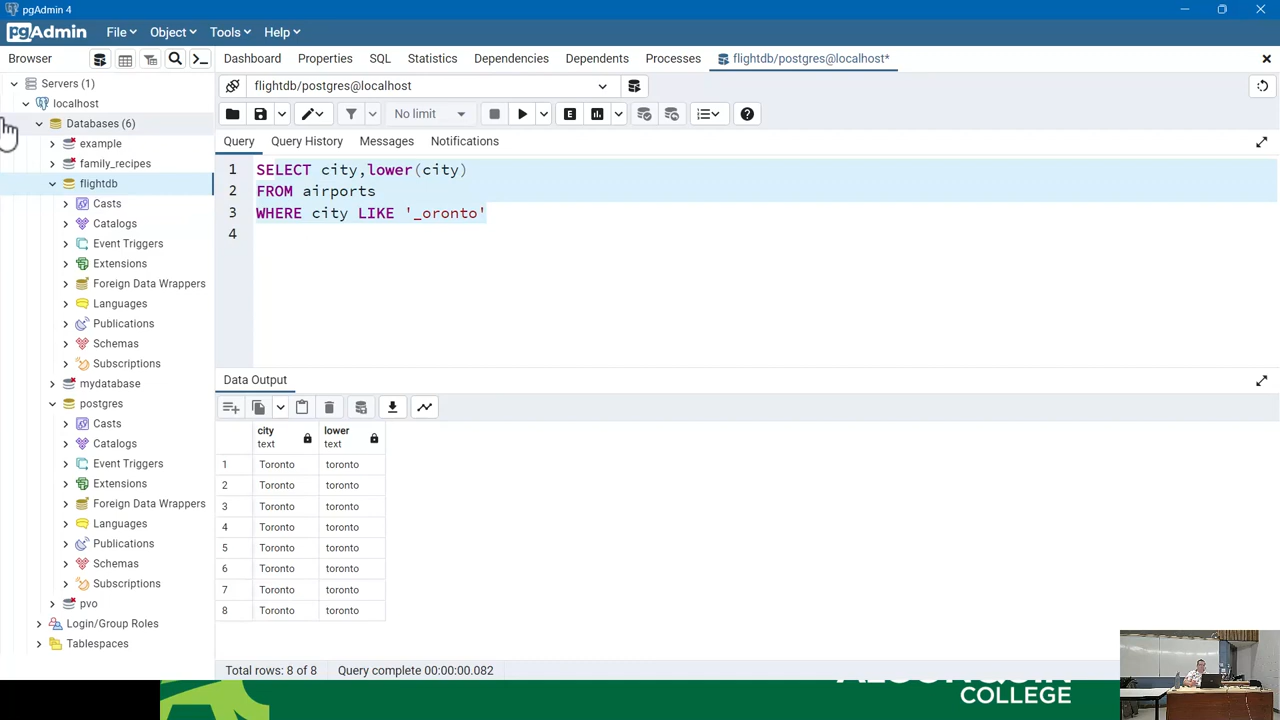 pgAdmin 4
pgAdmin File Object Tools Help
Browser Dashboard Properties SQL Statistics Dependencies Dependents Processes flightdb/postgres@localhost*
Servers (1)
localhost
Databases (6)
example
family_recipes
flightdb
Casts
Catalogs
Event Triggers
Extensions
Foreign Data Wrappers
Languages
Publications
Schemas
Subscriptions
mydatabase
postgres
Casts
Catalogs
Event Triggers
Extensions
Foreign Data Wrappers
Languages
Publications
Schemas
Subscriptions
pvo
Login/Group Roles
Tablespaces
flightdb/postgres@localhost
No limit
E
Query Query History Messages Notifications
1 SELECT city,lower(city)
2 FROM airports
3 WHERE city LIKE '_oronto'
4
Data Output
city lower
text text
1 Toronto toronto
2 Toronto toronto
3 Toronto toronto
4 Toronto toronto
5 Toronto toronto
6 Toronto toronto
7 Toronto toronto
8 Toronto toronto
Total rows: 8 of 8 Query complete 00:00:00.082
COLLEGE